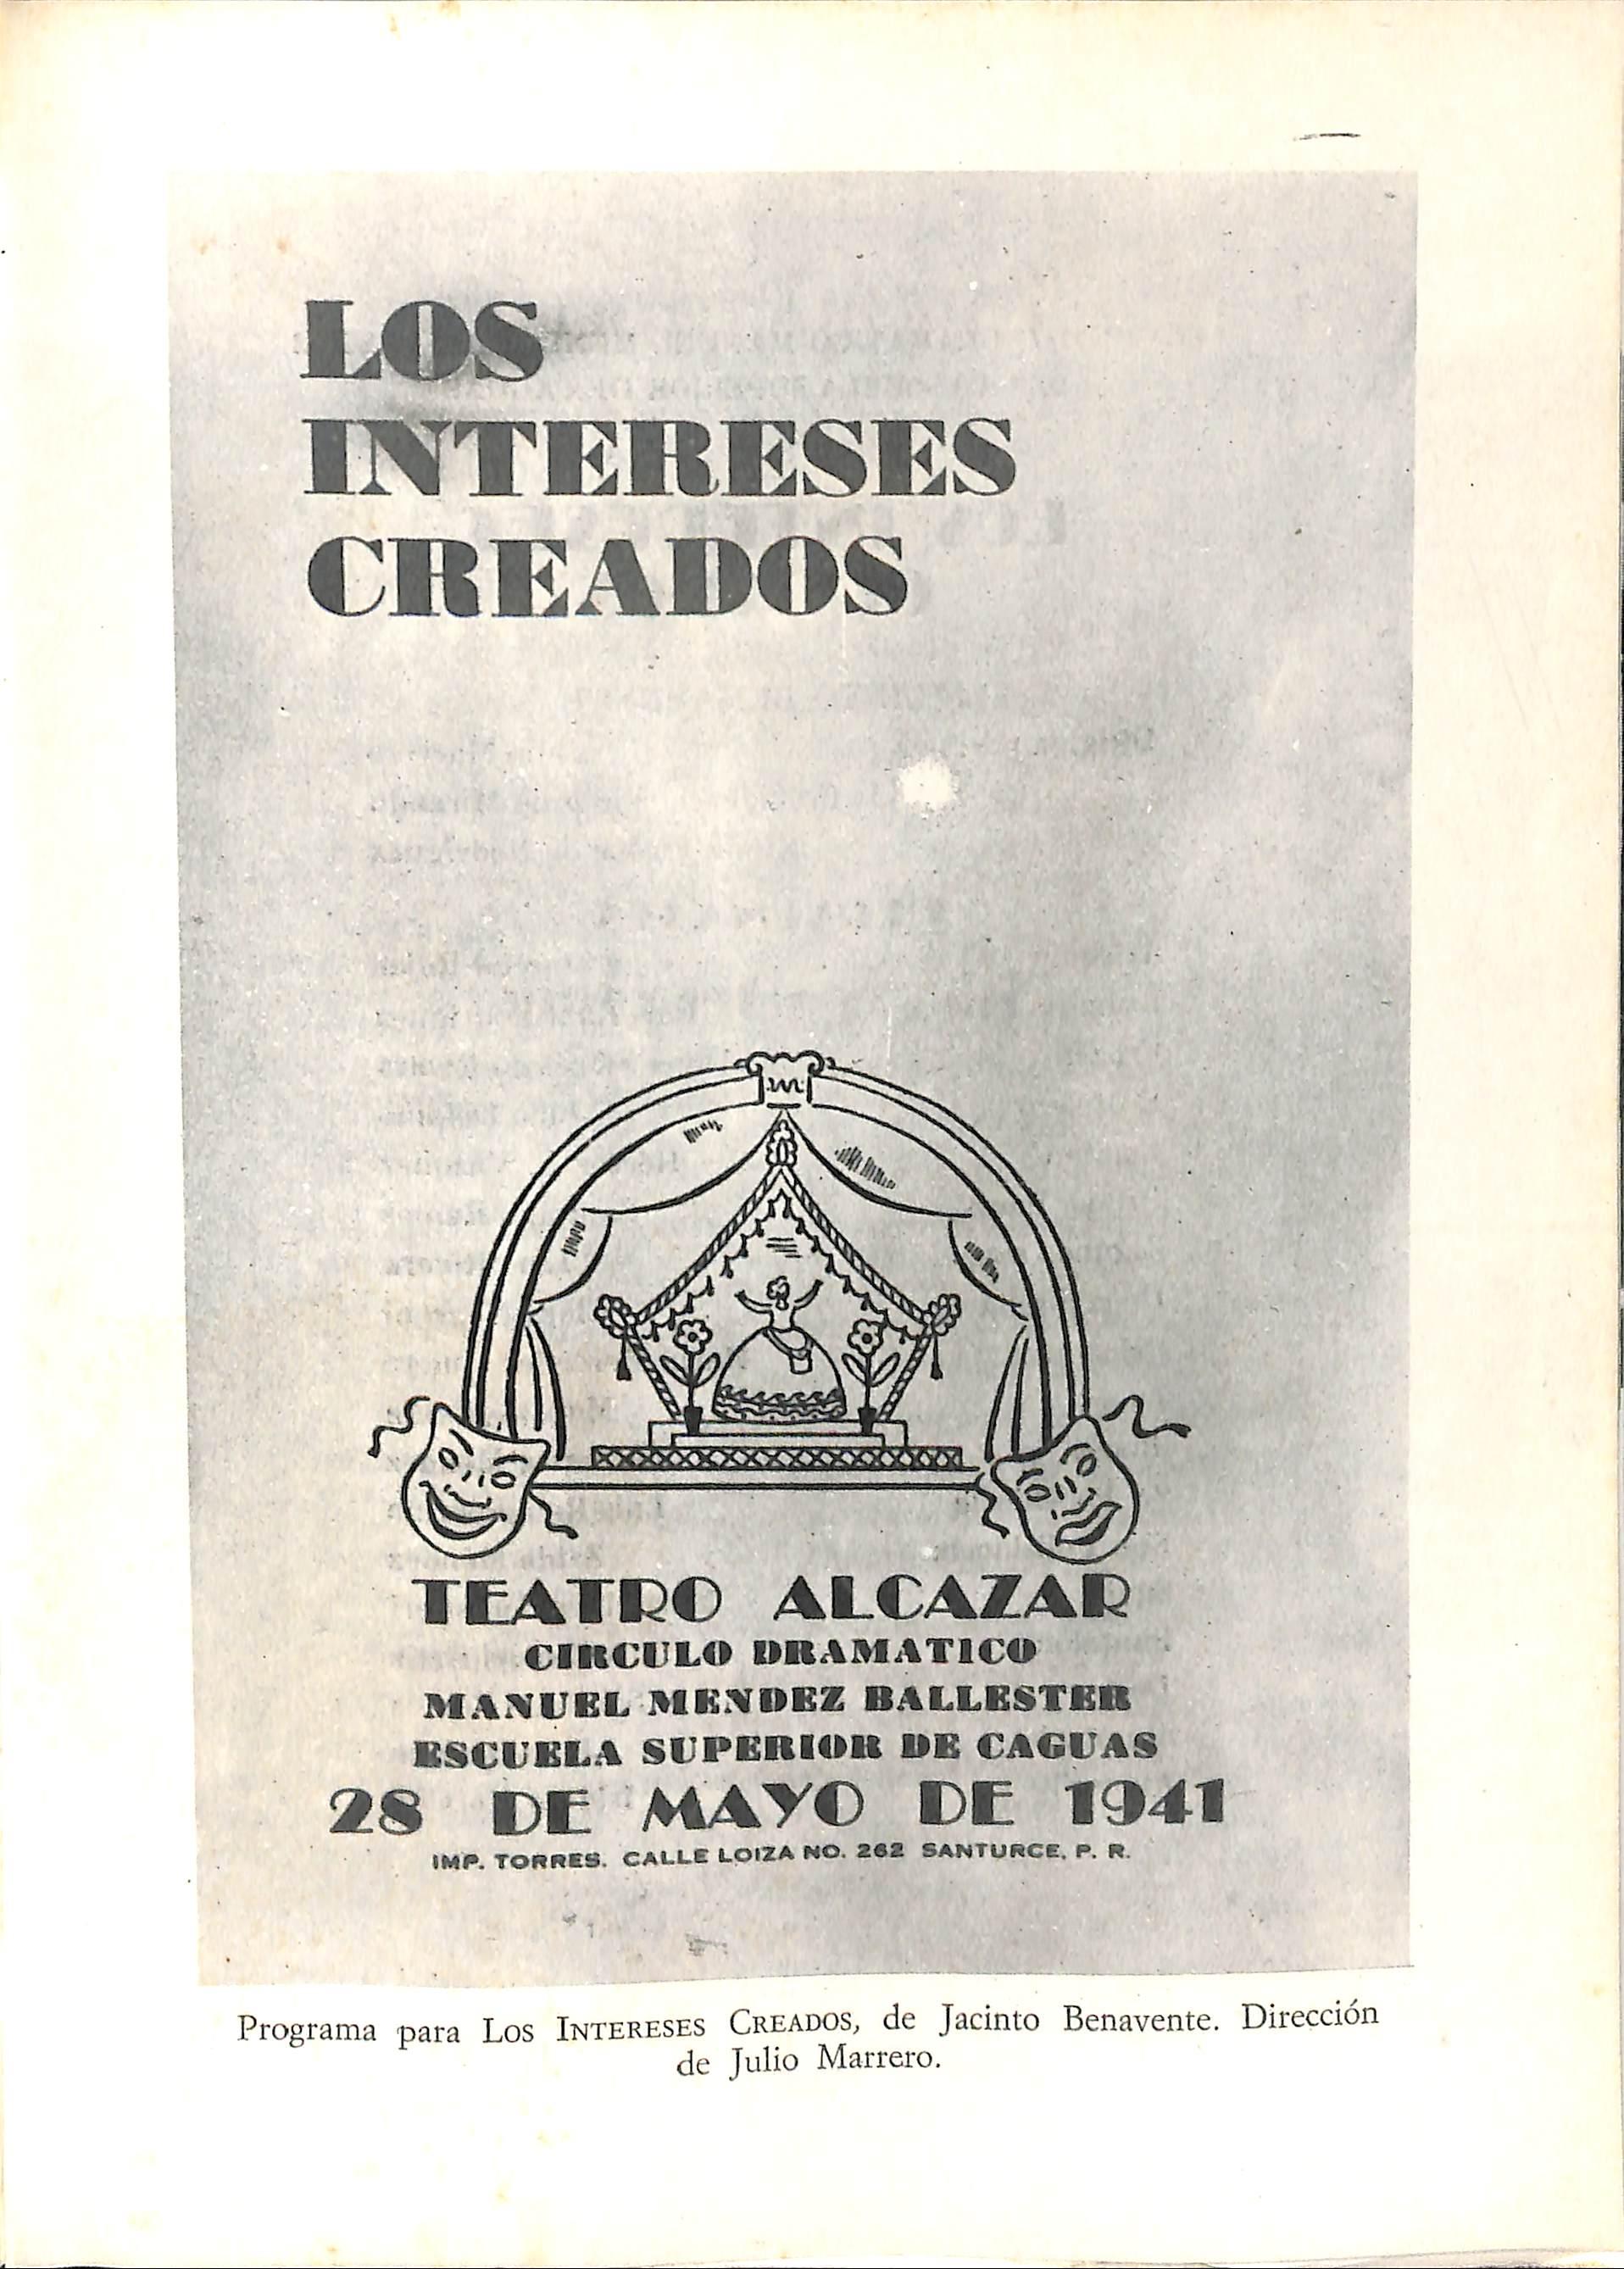 LOS
INTERESES
CREADOS
TEATRO ALCAZAR
CIRCULO DRAMATICO
MANUEL MENDEZ BALLESTER
ESCUELA SUPERIOR DE CAGUAS
28 DE MAYO DE 1941
IMP. TORRES. CALLE LOIZA NO. 262 SANTURCE, P. R.
Programa para LOS INTERESES CREADOS, de Jacinto Benavente. Dirección
de Julio Marrero.